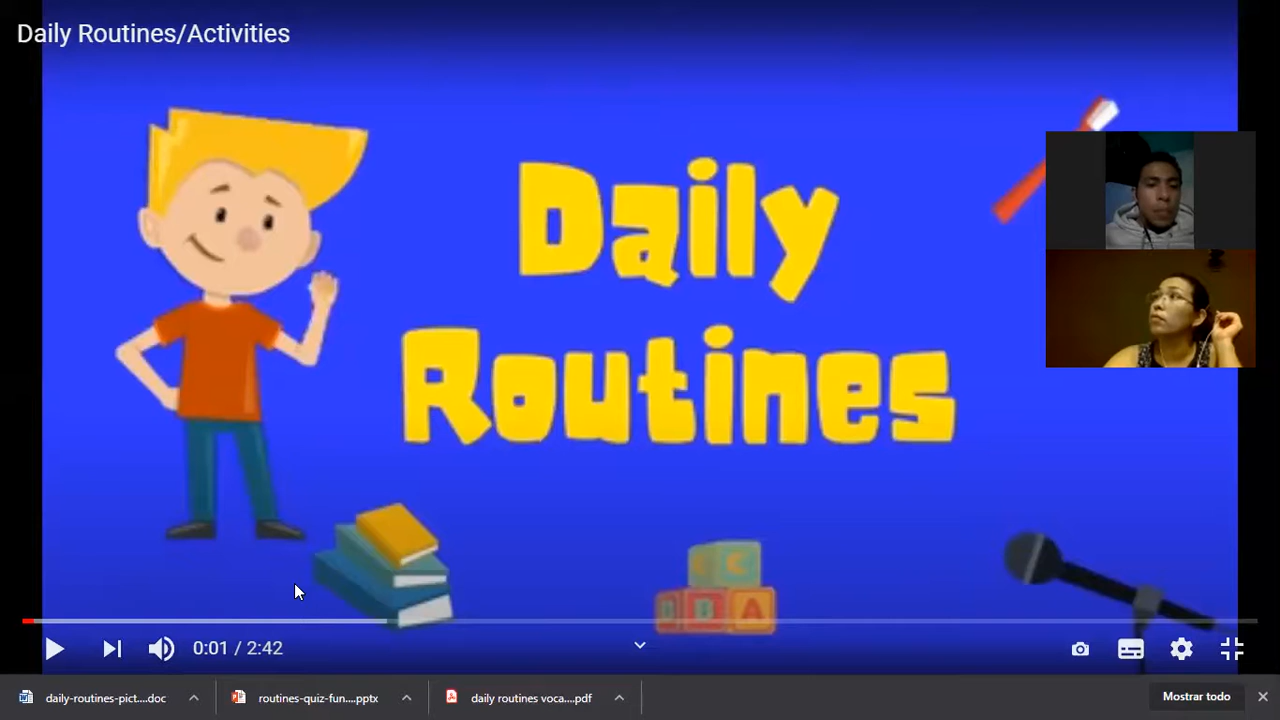 Daily Routines/Activities
Daily
Routines
C
B A
0:01 / 2:42
daily-routines-pict....doc
routines-quiz-fun....pptx
daily routines voca....pdf
Mostrar todo